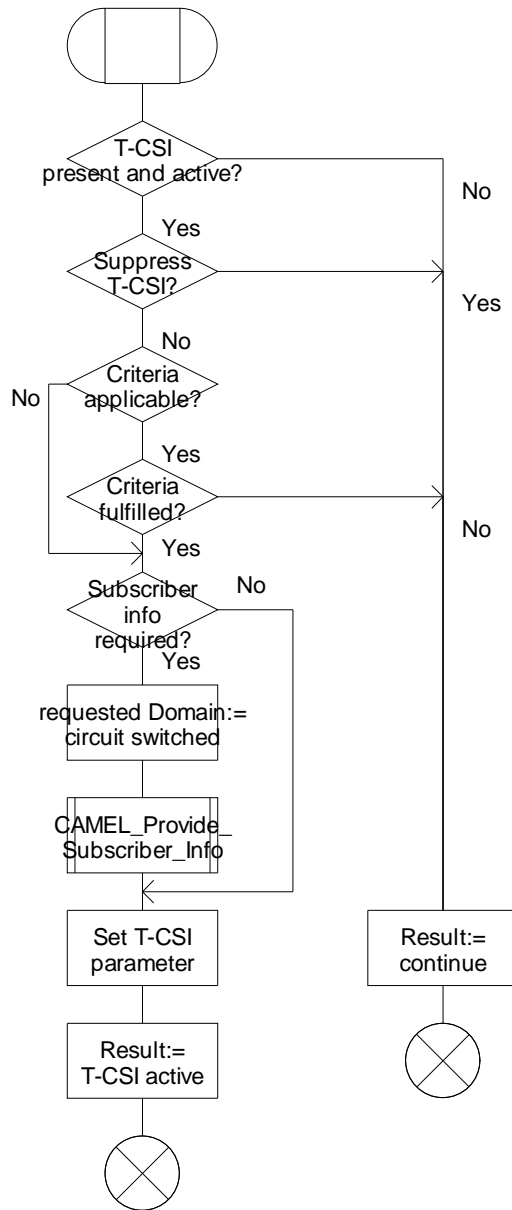 T-CSI
present and active?
No
Yes
Suppress
T-CSI?
Yes
No
Criteria
applicable?
No
Yes
Criteria
fulfilled?
No
Yes
Subscriber
info
required?
No
Yes
requested Domain:=
circuit switched
CAMEL_Provide_
Subscriber_Info
Set T-CSI
parameter
Result:=
continue
Result:=
T-CSI active